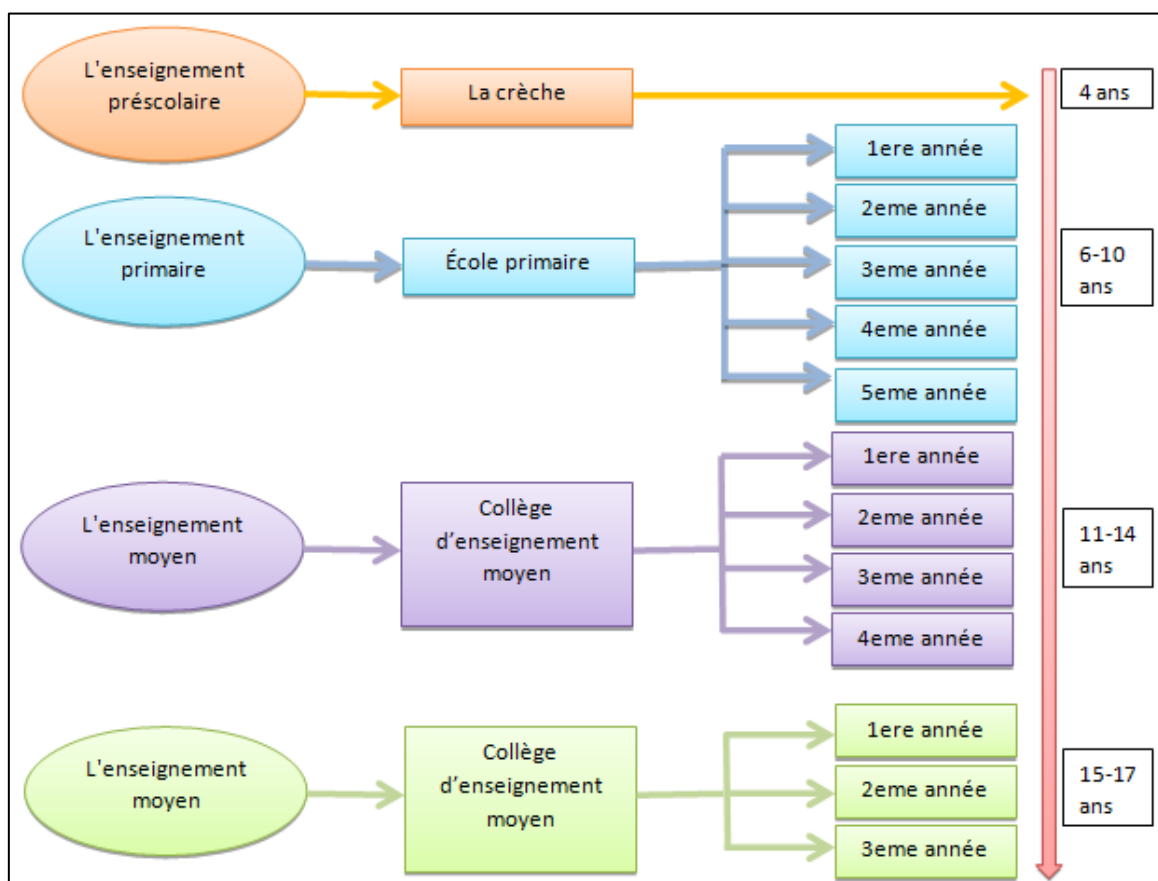 L'enseignement
préscolaire
La crèche
4 ans
L'enseignement
primaire
École primaire
1ere année
2eme année
3eme année
4eme année
5eme année
6-10
ans
L'enseignement
moyen
Collège
d’enseignement
moyen
1ere année
2eme année
3eme année
4eme année
11-14
ans
L'enseignement
moyen
Collège
d’enseignement
moyen
1ere année
2eme année
3eme année
15-17
ans